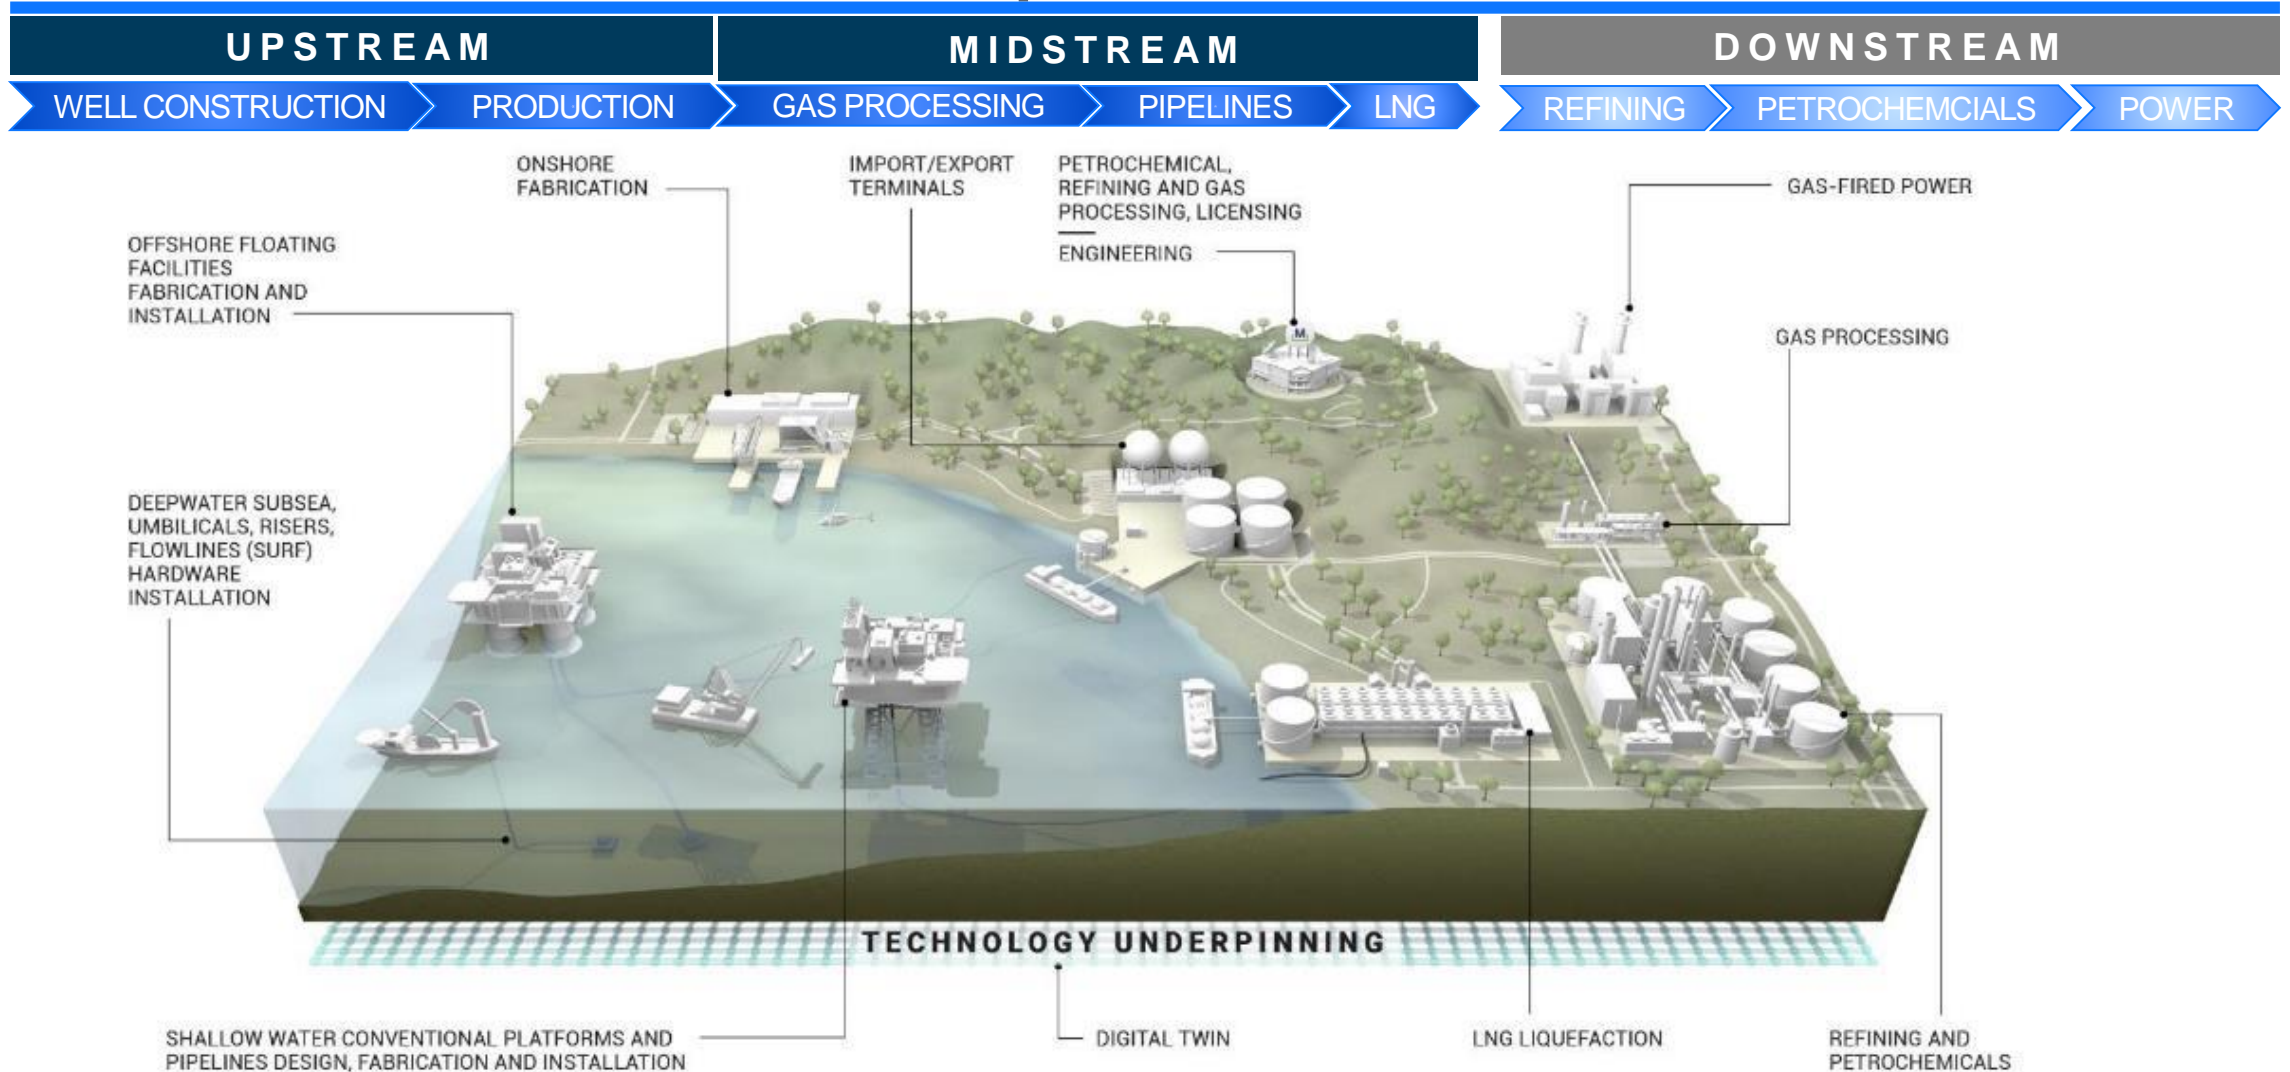 UPSTREAM
MIDSTREAM
DOWNSTREAM
WELL CONSTRUCTION
PRODUCTION
GAS PROCESSING
PIPELINES
LNG
REFINING
PETROCHEMCIALS
POWER
ONSHORE
FABRICATION
IMPORT/EXPORT
TERMINALS
PETROCHEMICAL,
REFINING AND GAS
PROCESSING, LICENSING
ENGINEERING
GAS-FIRED POWER
OFFSHORE FLOATING
FACILITIES
FABRICATION AND
INSTALLATION
M
GAS PROCESSING
DEEPWATER SUBSEA,
UMBILICALS, RISERS,
FLOWLINES (SURF)
HARDWARE
INSTALLATION
TECHNOLOGY UNDERPINNING
SHALLOW WATER CONVENTIONAL PLATFORMS AND
PIPELINES DESIGN, FABRICATION AND INSTALLATION
DIGITAL TWIN
LNG LIQUEFACTION
REFINING AND
PETROCHEMICALS